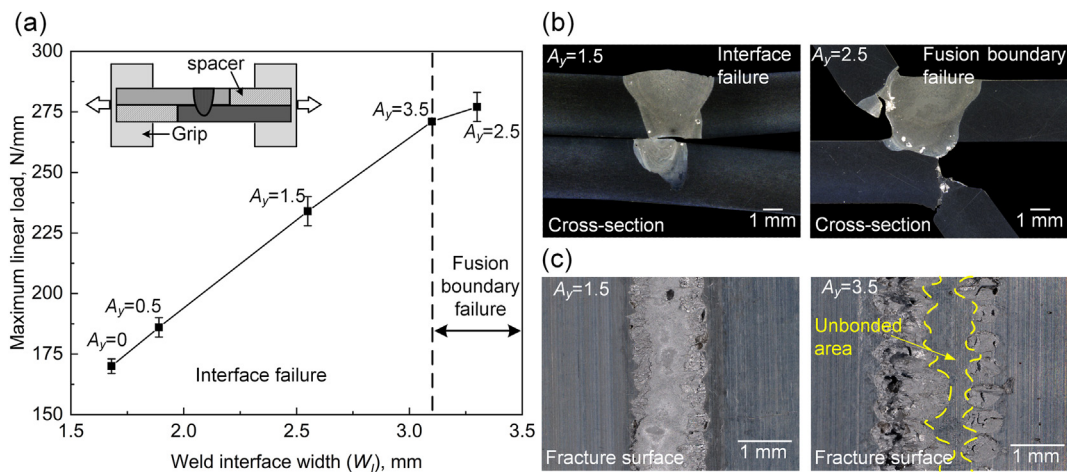 (a)
300
275
250
225
200
175
150
Maximum linear load, N/mm
spacer
Grip
A_y=3.5
A_y=2.5
A_y=1.5
A_y=0.5
A_y=0
Fusion
boundary
failure
Interface failure
1.5 2.0 2.5 3.0 3.5
Weld interface width (W_I), mm
(b)
A_y=1.5
Interface
failure
Cross-section
1 mm
A_y=2.5
Fusion boundary
failure
Cross-section
1 mm
(c)
A_y=1.5
Fracture surface
1 mm
A_y=3.5
Unbonded
area
Fracture surface
1 mm